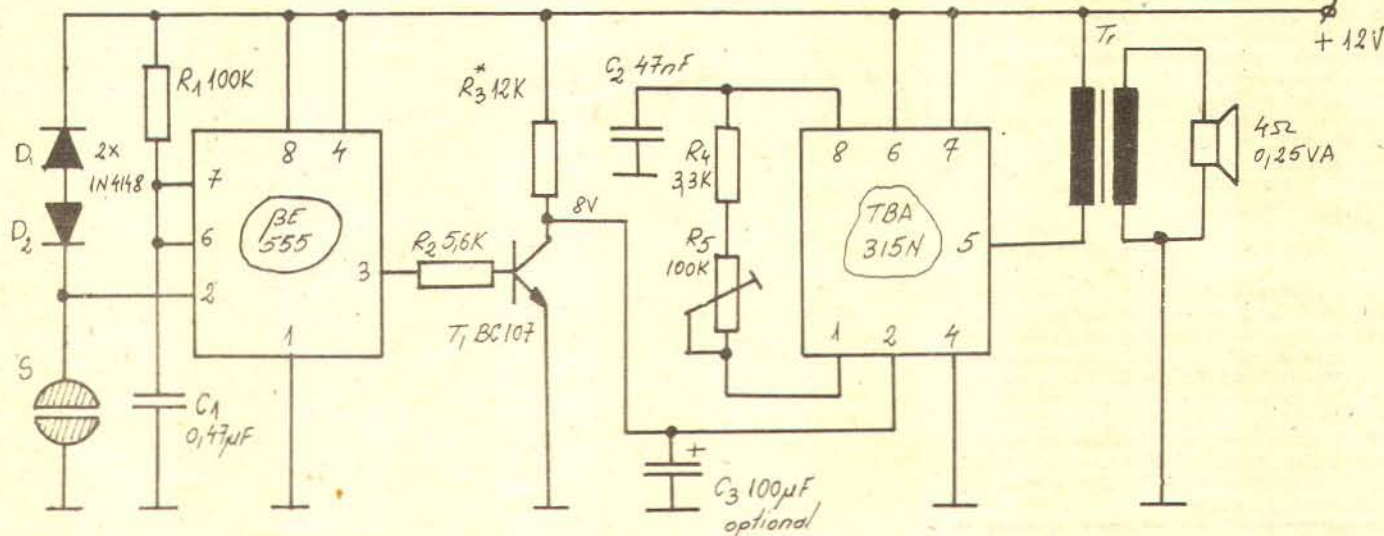 + 12V
Tr
4Ω
0,25VA
R₁ 100K
D₁
2x
1N4148
D₂
S
C₁
0,47µF
8 4
7
6
2
3
1
βE
555
R₂ 5,6K
T₁ BC107
R₃* 12K
8V
C₂ 47nF
R₄
3,3K
R₅
100K
8 6 7
TBA
315N
5
1 2 4
+
C₃ 100µF
optional